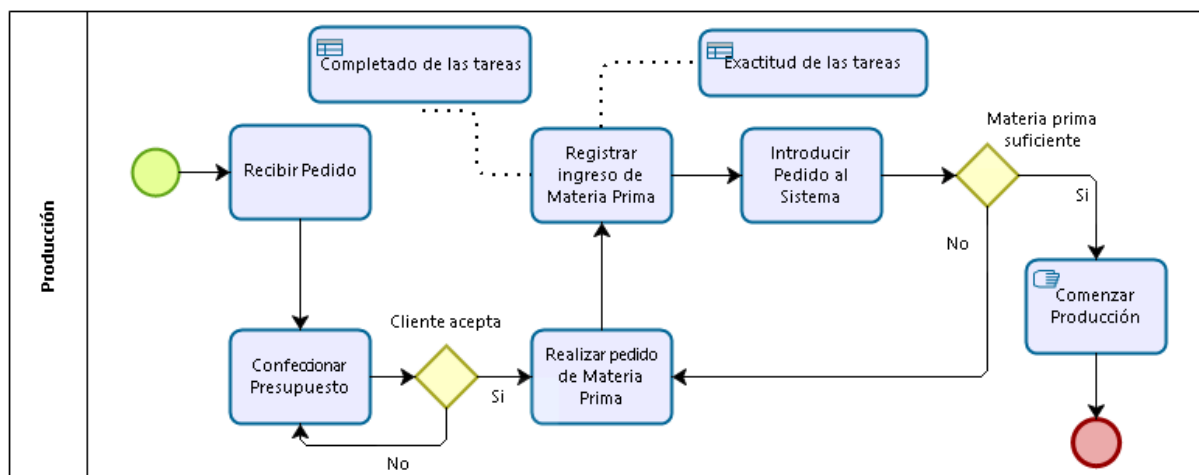 Producción
Completado de las tareas
Exactitud de las tareas
Recibir Pedido
Registrar
ingreso de
Materia Prima
Introducir
Pedido al
Sistema
Materia prima
suficiente
Si
No
Comenzar
Producción
Confeccionar
Presupuesto
Cliente acepta
Si
No
Realizar pedido
de Materia
Prima